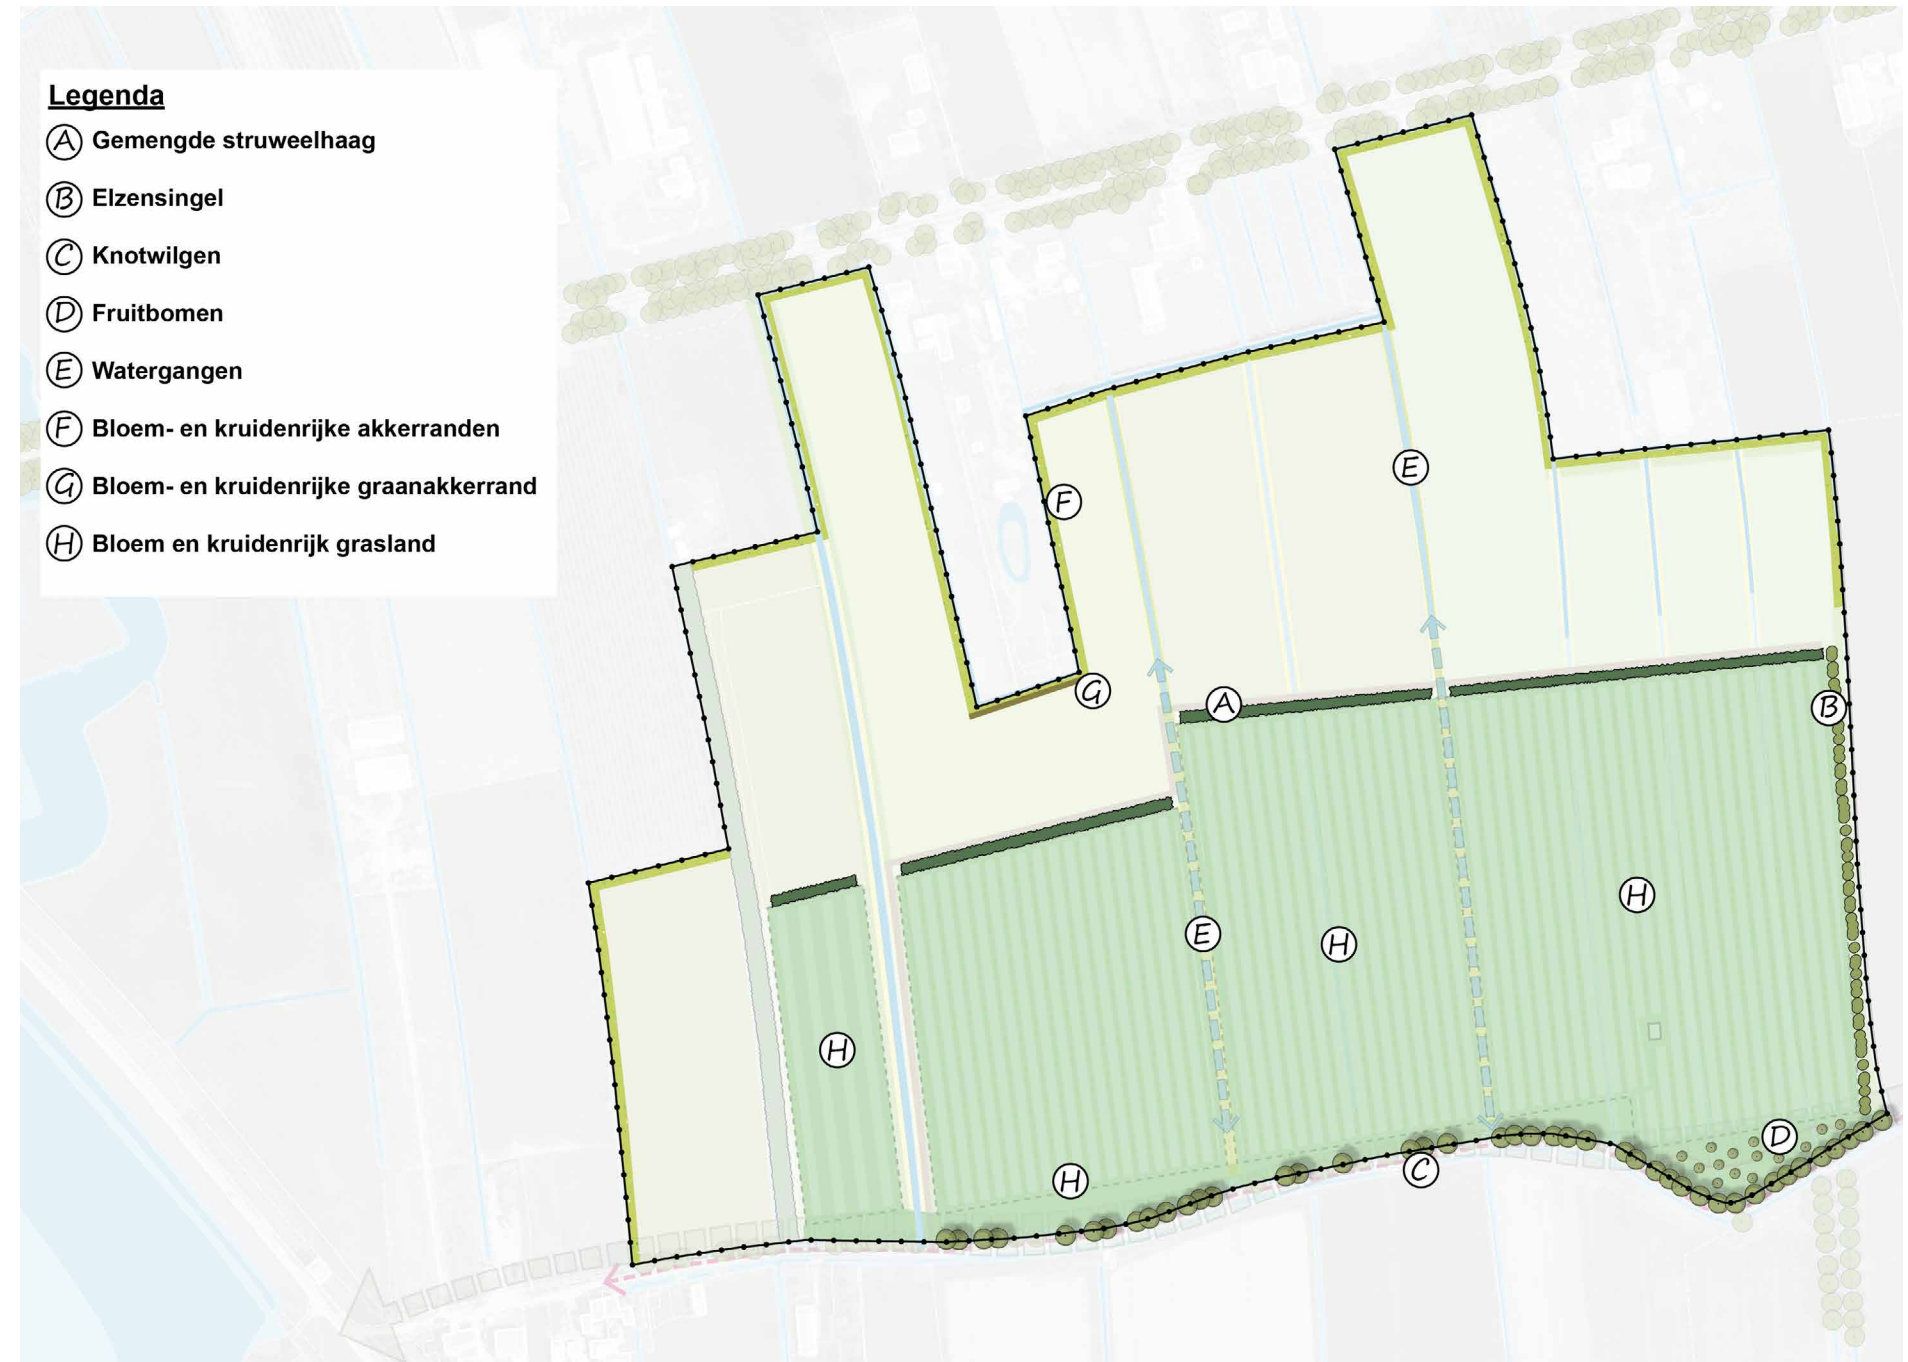 Legenda
A Gemengde struweelhaag
B Elzensingel
C Knotwilgen
D Fruitbomen
E Watergangen
F Bloem- en kruidenrijke akkerranden
G Bloem- en kruidenrijke graanakkerrand
H Bloem en kruidenrijk grasland
E
F
G
A
B
H
E
H
H
D
C
H